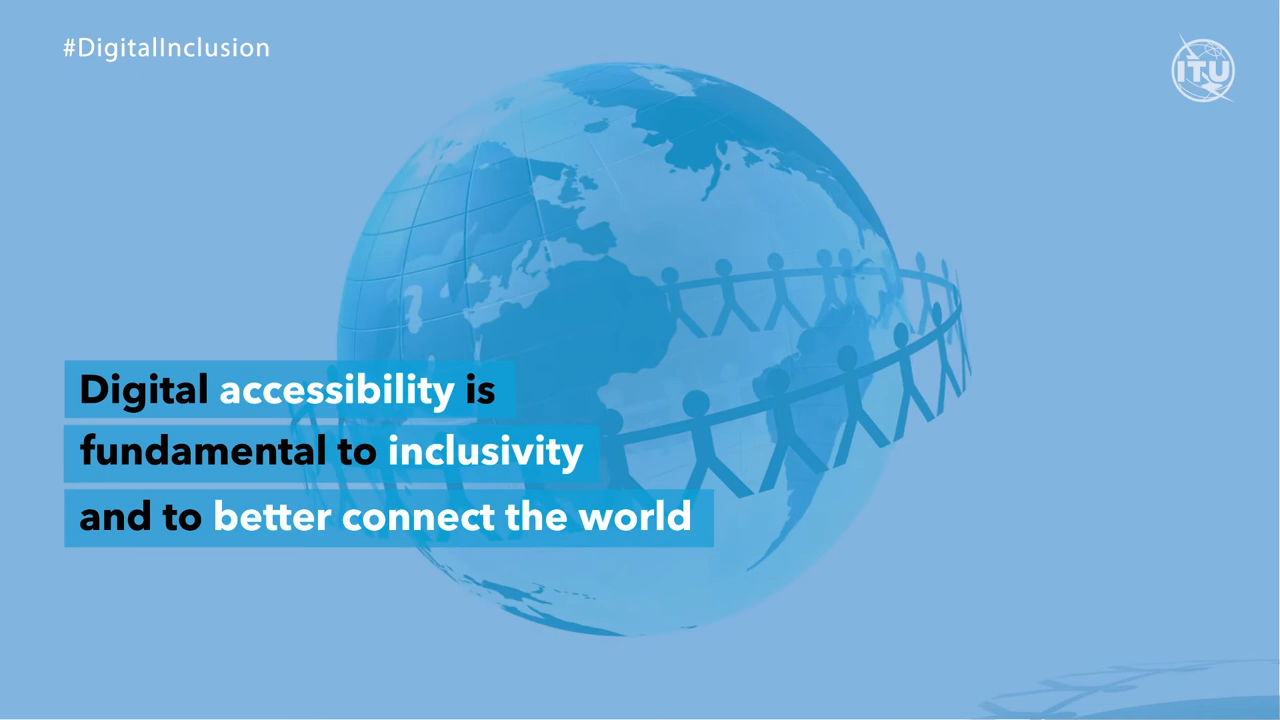 #DigitalInclusion
ITU
Digital accessibility is
fundamental to inclusivity
and to better connect the world